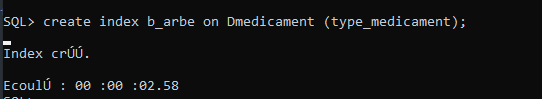 SQL> create index b_arbe on Dmedicament (type_medicament);
Index crÚÚ.
EcoulÚ : 00 :00 :02.58